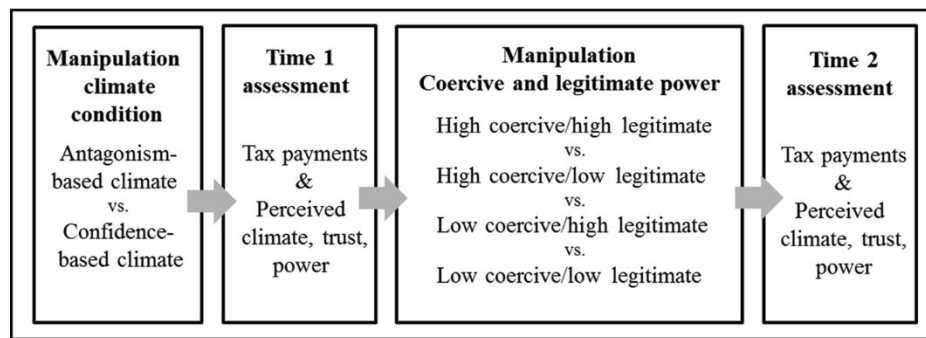 Manipulation
climate
condition
Antagonism-
based climate
vs.
Confidence-
based climate
Time 1
assessment
Tax payments
&
Perceived
climate, trust,
power
Manipulation
Coercive and legitimate power
High coercive/high legitimate
vs.
High coercive/low legitimate
vs.
Low coercive/high legitimate
vs.
Low coercive/low legitimate
Time 2
assessment
Tax payments
&
Perceived
climate, trust,
power